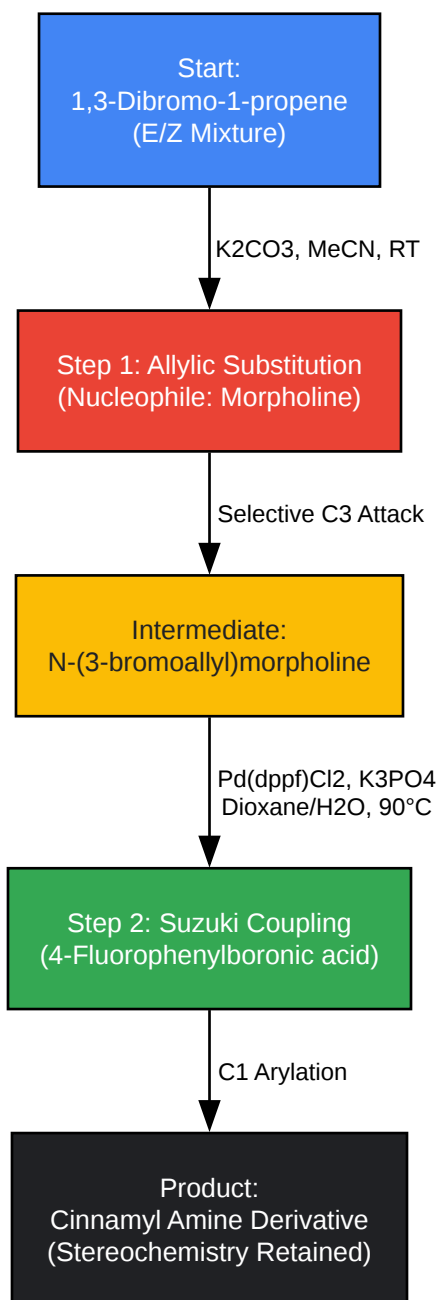 Start:
1,3-Dibromo-1-propene
(E/Z Mixture)
K2CO3, MeCN, RT
Step 1: Allylic Substitution
(Nucleophile: Morpholine)
Selective C3 Attack
Intermediate:
N-(3-bromoallyl)morpholine
Pd(dppf)Cl2, K3PO4
Dioxane/H2O, 90°C
Step 2: Suzuki Coupling
(4-Fluorophenylboronic acid)
C1 Arylation
Product:
Cinnamyl Amine Derivative
(Stereochemistry Retained)